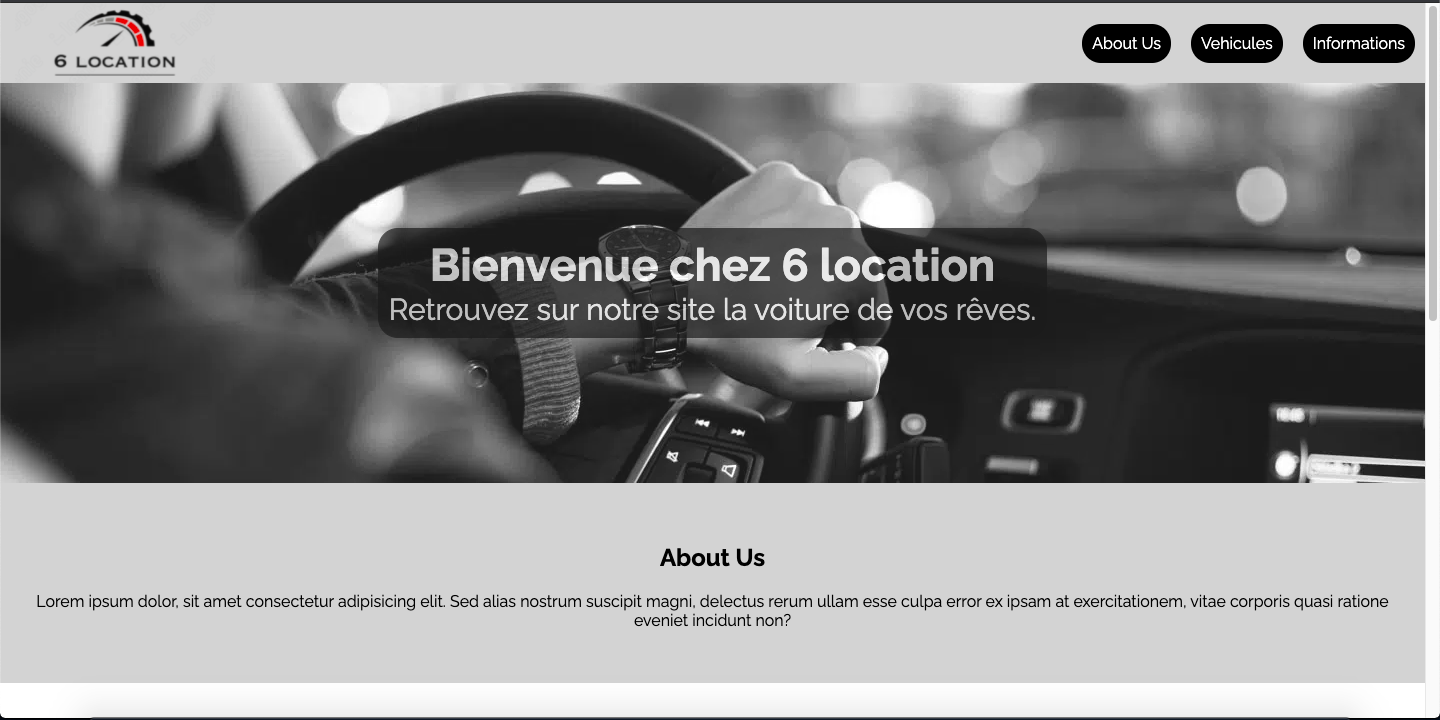 6 LOCATION
About Us
Vehicules
Informations
Bienvenue chez 6 location
Retrouvez sur notre site la voiture de vos rêves.
About Us
Lorem ipsum dolor, sit amet consectetur adipisicing elit. Sed alias nostrum suscipit magni, delectus rerum ullam esse culpa error ex ipsam at exercitationem, vitae corporis quasi ratione
eveniet incidunt non?